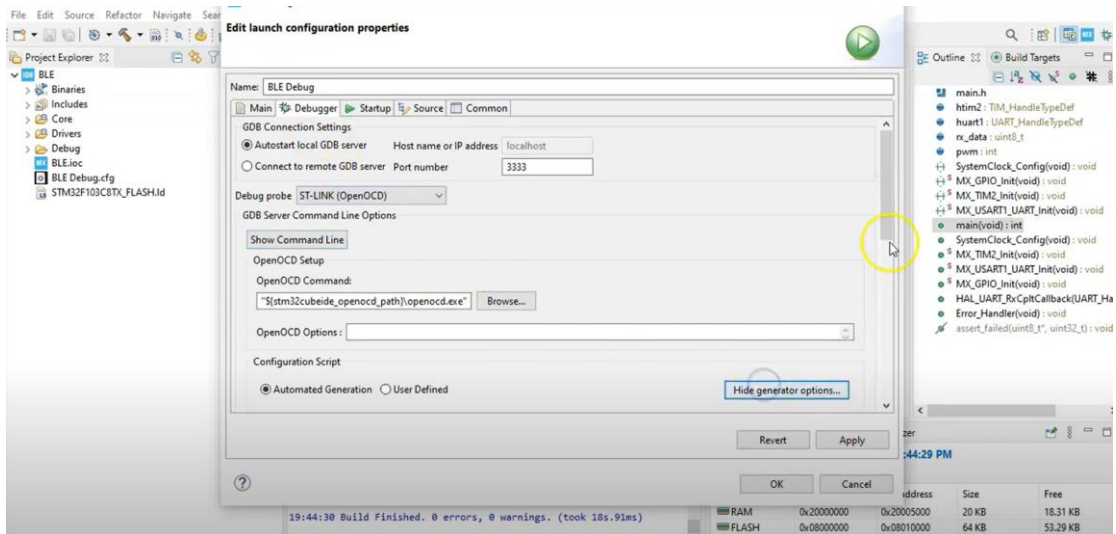 File Edit Source Refactor Navigate Sear
Edit launch configuration properties
Project Explorer
BLE
Binaries
Includes
Core
Drivers
Debug
BLE.ioc
BLE Debug.cfg
STM32F103C8TX_FLASH.ld
Name: BLE Debug
Main Debugger Startup Source Common
GDB Connection Settings
Autostart local GDB server Host name or IP address localhost
Connect to remote GDB server Port number 3333
Debug probe ST-LINK (OpenOCD)
GDB Server Command Line Options
Show Command Line
OpenOCD Setup
OpenOCD Command:
"${stm32cubeide_openocd_path}\openocd.exe" Browse...
OpenOCD Options :
Configuration Script
Automated Generation User Defined Hide generator options...
Revert Apply
OK Cancel
Outline Build Targets
main.h
htim2 : TIM_HandleTypeDef
huart1 : UART_HandleTypeDef
rx_data : uint8_t
pwm : int
SystemClock_Config(void) : void
MX_GPIO_Init(void) : void
MX_TIM2_Init(void) : void
MX_USART1_UART_Init(void) : void
main(void) : int
SystemClock_Config(void) : void
MX_TIM2_Init(void) : void
MX_USART1_UART_Init(void) : void
MX_GPIO_Init(void) : void
HAL_UART_RxCpltCallback(UART_Ha
Error_Handler(void) : void
assert_failed(uint8_t*, uint32_t) : void
zer
:44:29 PM
address Size Free
RAM 0x20000000 0x20005000 20 KB 18.31 KB
FLASH 0x08000000 0x08010000 64 KB 53.29 KB
19:44:30 Build Finished. 0 errors, 0 warnings. (took 18s.91ms)